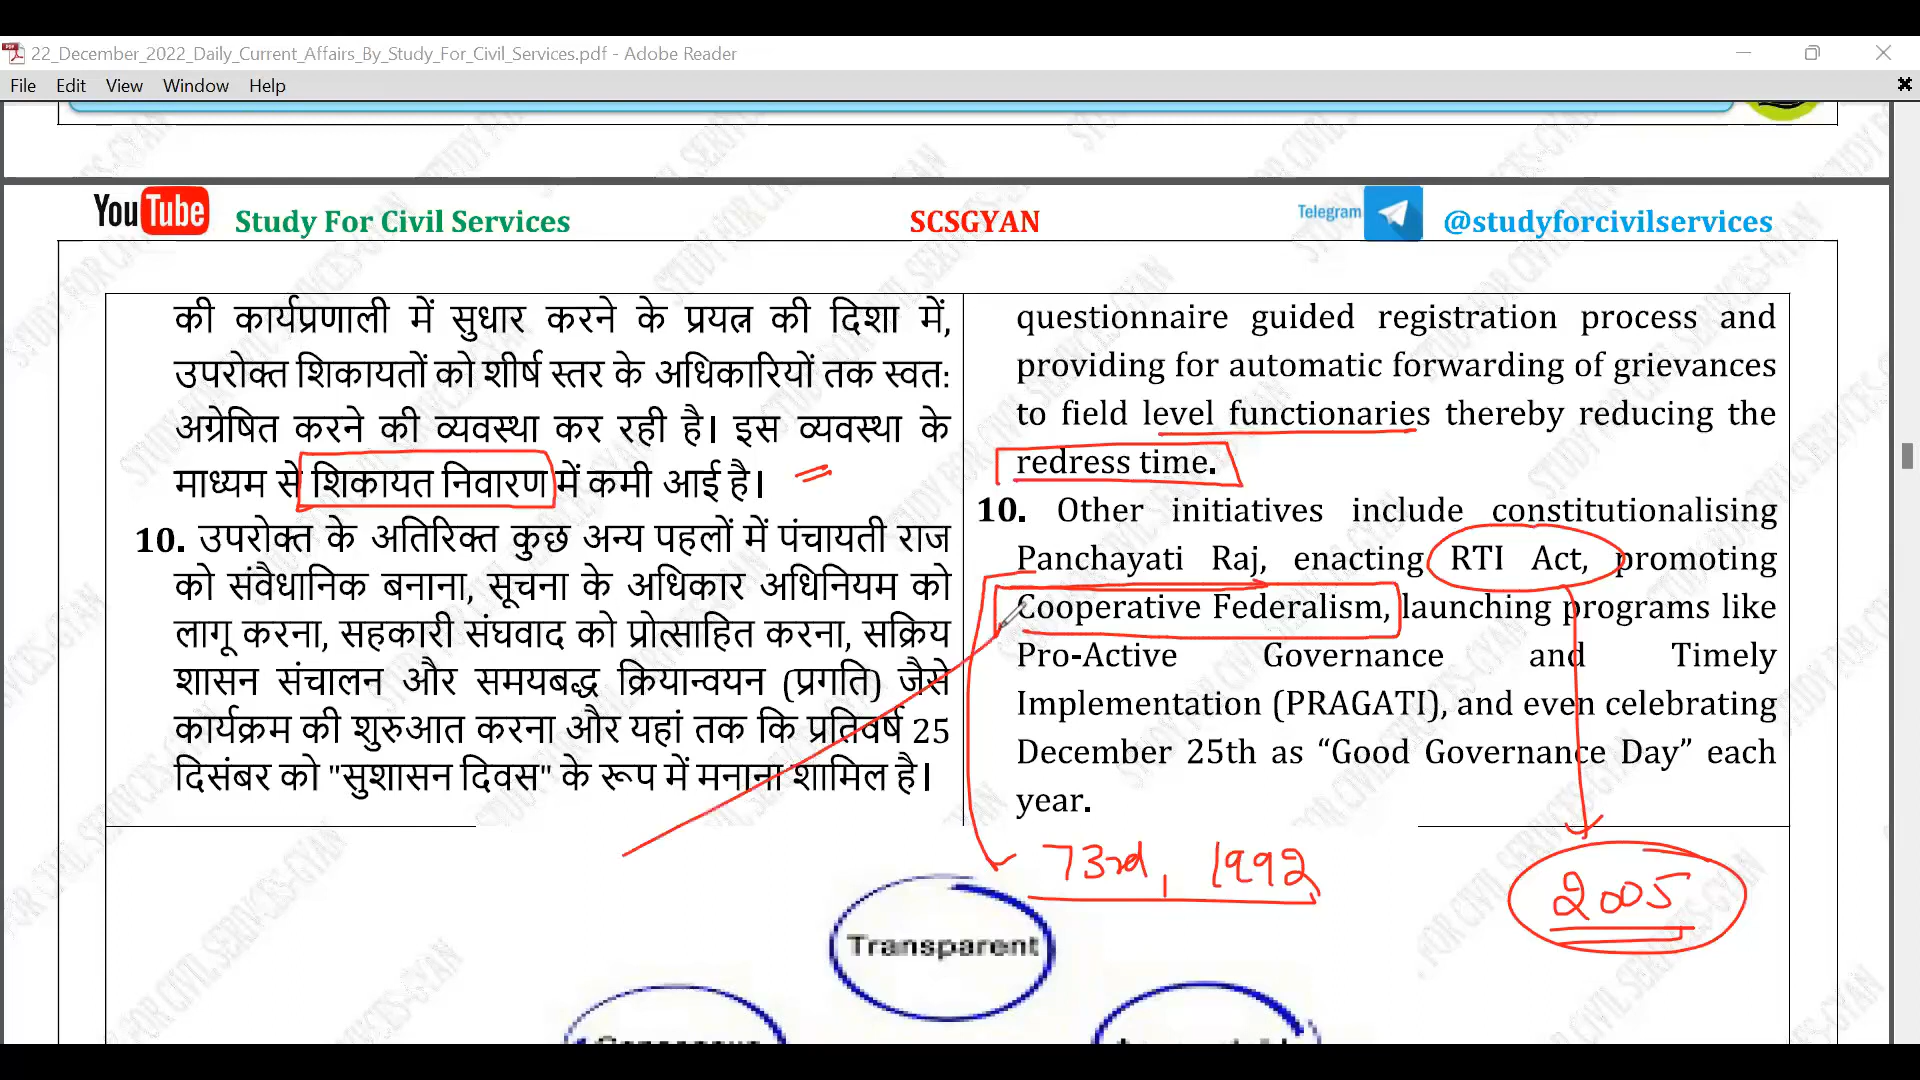 22_December_2022_Daily_Current_Affairs_By_Study_For_Civil_Services.pdf - Adobe Reader
File Edit View Window Help
YouTube Study For Civil Services SCSGYAN Telegram @studyforcivilservices
की कार्यप्रणाली में सुधार करने के प्रयत्न की दिशा में,
उपरोक्त शिकायतों को शीर्ष स्तर के अधिकारियों तक स्वत:
अग्रेषित करने की व्यवस्था कर रही है। इस व्यवस्था के
माध्यम से शिकायत निवारण में कमी आई है।
10. उपरोक्त के अतिरिक्त कुछ अन्य पहलों में पंचायती राज
को संवैधानिक बनाना, सूचना के अधिकार अधिनियम को
लागू करना, सहकारी संघवाद को प्रोत्साहित करना, सक्रिय
शासन संचालन और समयबद्ध क्रियान्वयन (प्रगति) जैसे
कार्यक्रम की शुरुआत करना और यहां तक कि प्रतिवर्ष 25
दिसंबर को "सुशासन दिवस" के रूप में मनाना शामिल है।
questionnaire guided registration process and
providing for automatic forwarding of grievances
to field level functionaries thereby reducing the
redress time.
10. Other initiatives include constitutionalising
Panchayati Raj, enacting RTI Act, promoting
Cooperative Federalism, launching programs like
Pro-Active Governance and Timely
Implementation (PRAGATI), and even celebrating
December 25th as “Good Governance Day” each
year.
73rd, 1992
2005
Transparent